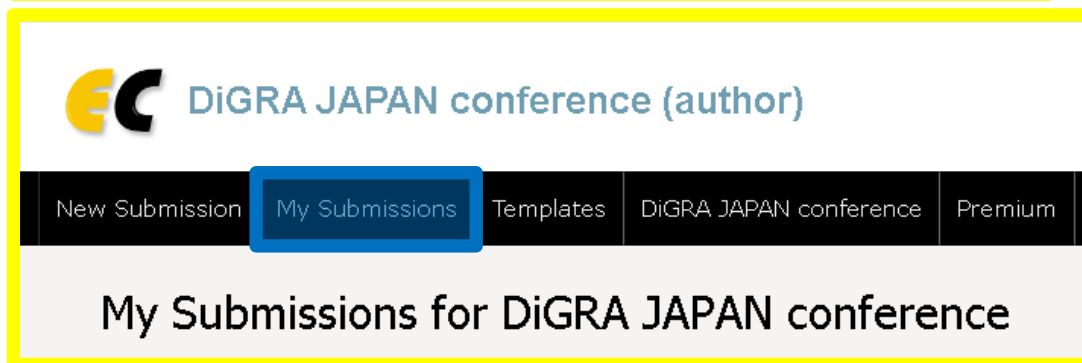 EC DiGRA JAPAN conference (author)
New Submission My Submissions Templates DiGRA JAPAN conference Premium
My Submissions for DiGRA JAPAN conference